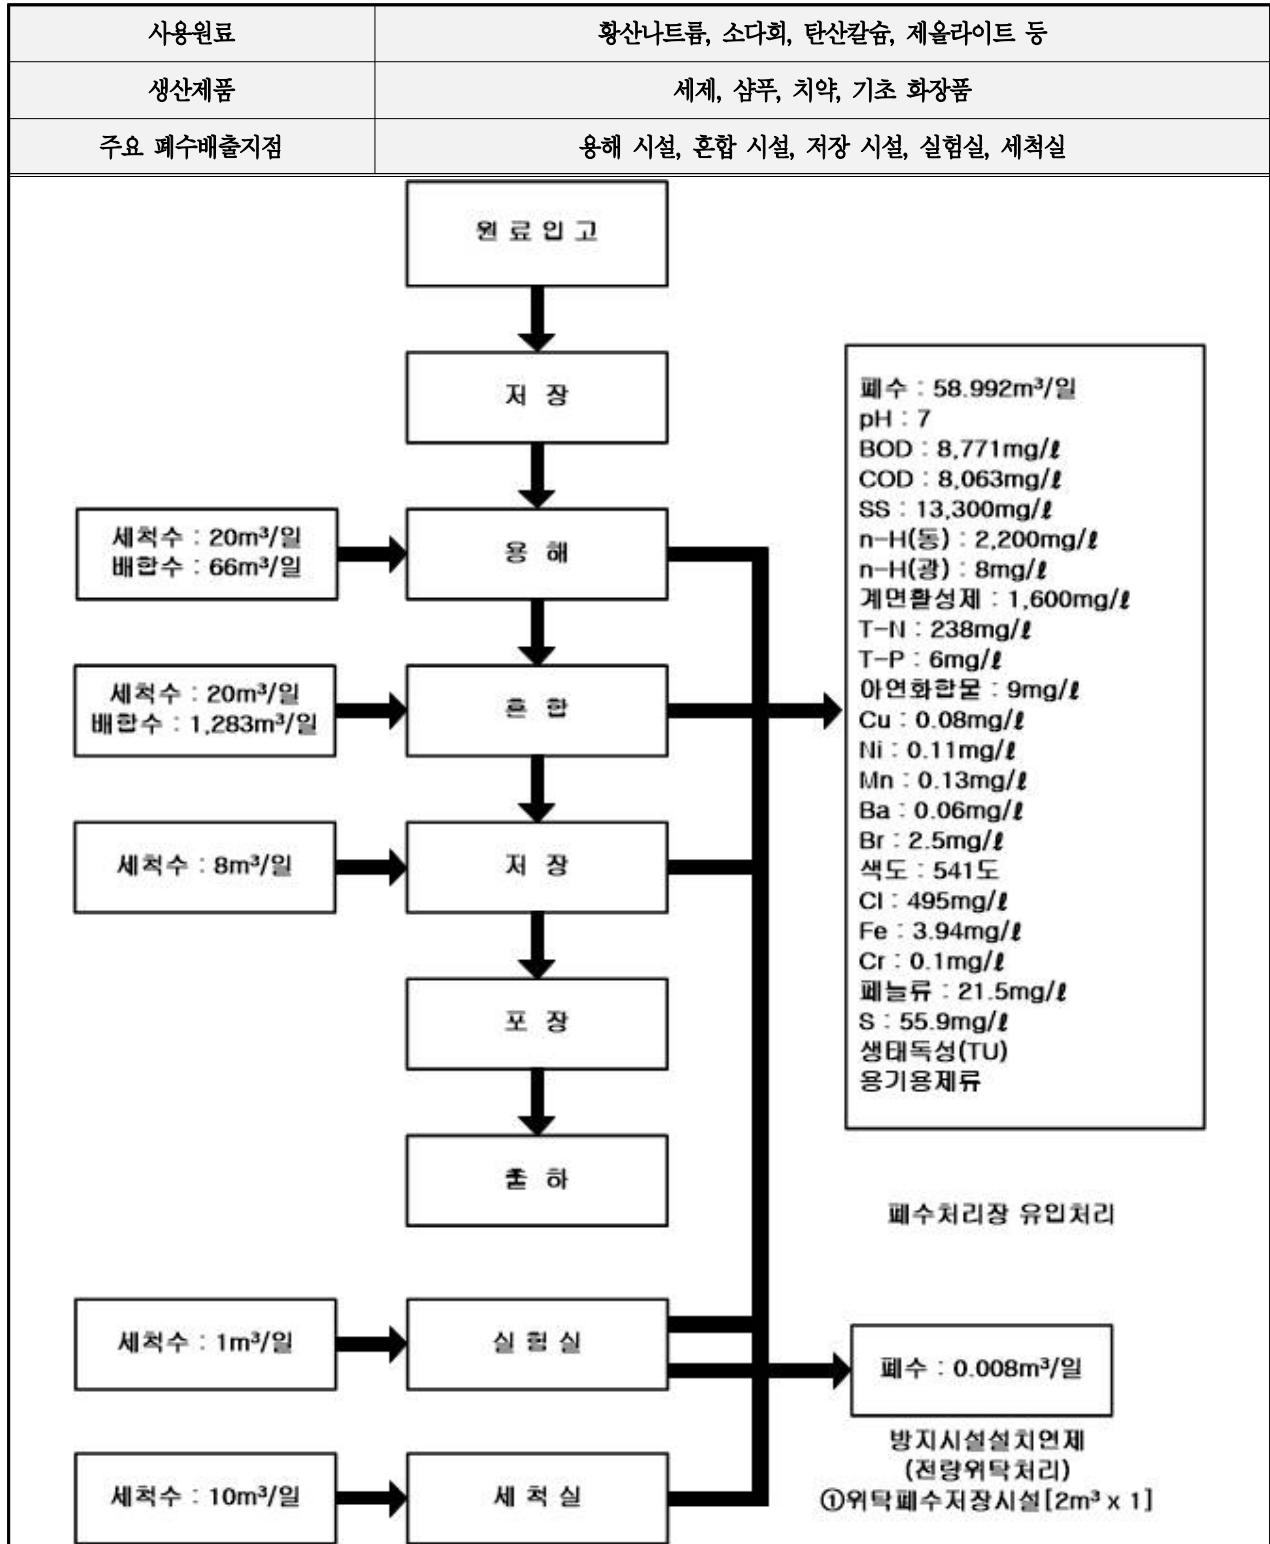 사용원료 황산나트륨, 소다회, 탄산칼슘, 제올라이트 등
생산제품 세제, 샴푸, 치약, 기초 화장품
주요 폐수배출지점 용해 시설, 혼합 시설, 저장 시설, 실험실, 세척실
원료입고
저 장
세척수 : 20m³/일
배합수 : 66m³/일
용 해
세척수 : 20m³/일
배합수 : 1,283m³/일
혼 합
세척수 : 8m³/일
저 장
포 장
출 하
폐수 : 58.992m³/일
pH : 7
BOD : 8,771mg/ℓ
COD : 8,063mg/ℓ
SS : 13,300mg/ℓ
n-H(동) : 2,200mg/ℓ
n-H(광) : 8mg/ℓ
계면활성제 : 1,600mg/ℓ
T-N : 238mg/ℓ
T-P : 6mg/ℓ
아연화합물 : 9mg/ℓ
Cu : 0.08mg/ℓ
Ni : 0.11mg/ℓ
Mn : 0.13mg/ℓ
Ba : 0.06mg/ℓ
Br : 2.5mg/ℓ
색도 : 541도
Cl : 495mg/ℓ
Fe : 3.94mg/ℓ
Cr : 0.1mg/ℓ
페놀류 : 21.5mg/ℓ
S : 55.9mg/ℓ
생태독성(TU)
용기용제류
폐수처리장 유입처리
세척수 : 1m³/일
실험실
폐수 : 0.008m³/일
방지시설설치면제
(전량위탁처리)
①위탁폐수저장시설[2m³ x 1]
세척수 : 10m³/일
세척실